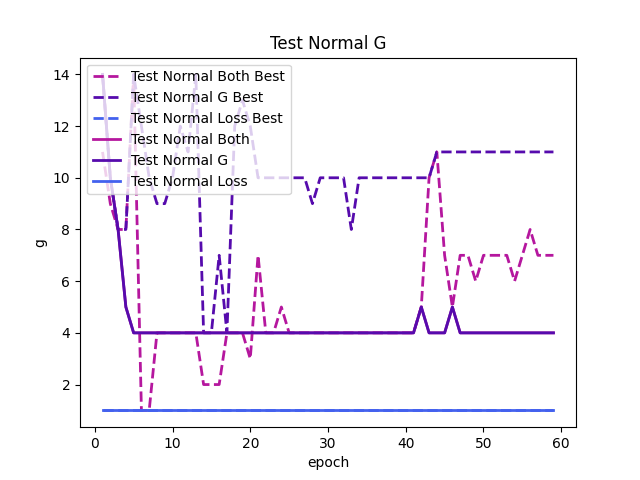 Test Normal G
14
12
10
8
6
4
2
g
Test Normal Both Best
Test Normal G Best
Test Normal Loss Best
Test Normal Both
Test Normal G
Test Normal Loss
0 10 20 30 40 50 60
epoch